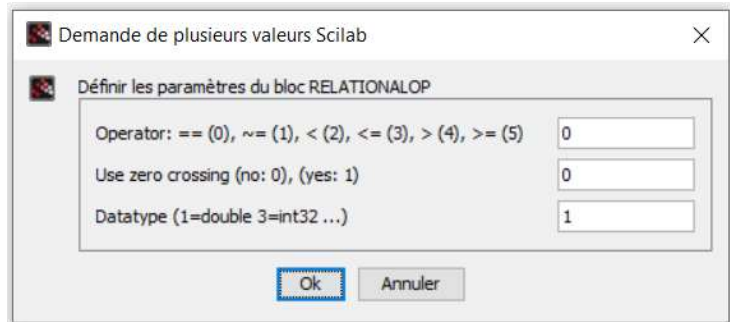 Demande de plusieurs valeurs Scilab
Définir les paramètres du bloc RELATIONALOP
Operator: == (0), ~= (1), < (2), <= (3), > (4), >= (5) 0
Use zero crossing (no: 0), (yes: 1) 0
Datatype (1=double 3=int32 ...) 1
Ok Annuler